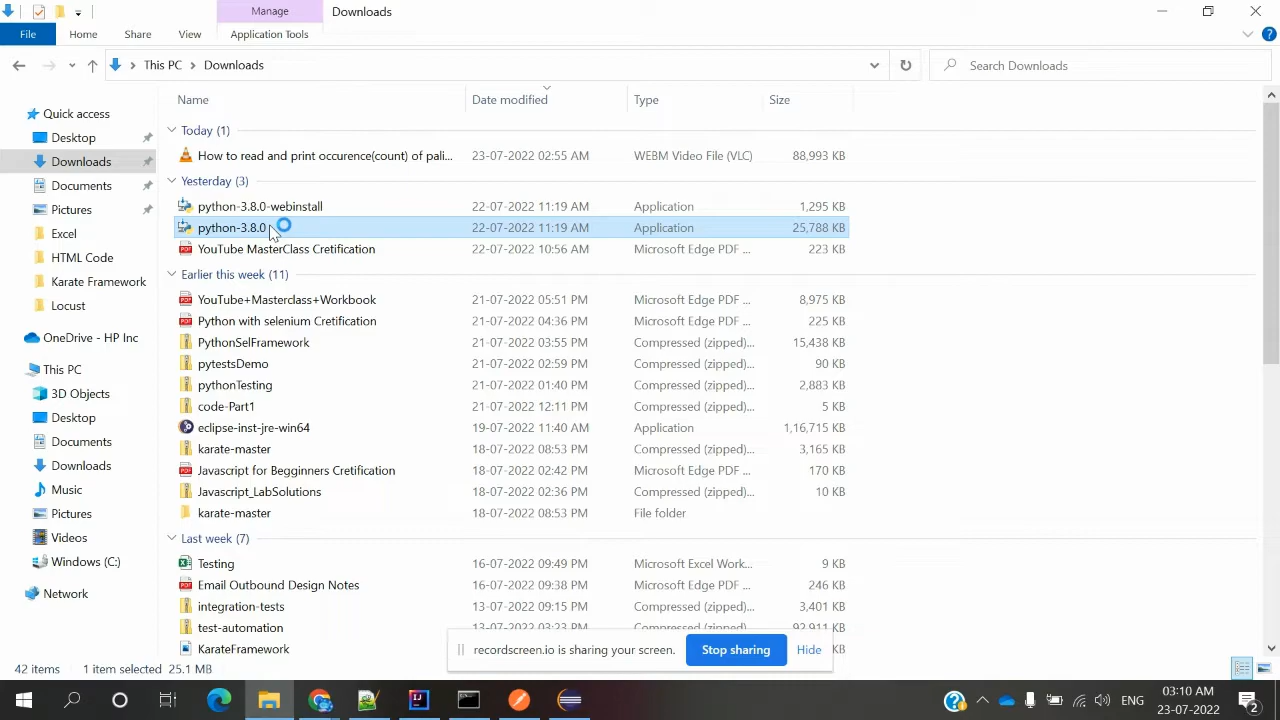 Manage
Downloads
File
Home
Share
View
Application Tools
This PC
Downloads
Search Downloads
Name
Date modified
Type
Size
Quick access
Desktop
Downloads
Documents
Pictures
Excel
HTML Code
Karate Framework
Locust
OneDrive - HP Inc
This PC
3D Objects
Desktop
Documents
Downloads
Music
Pictures
Videos
Windows (C:)
Network
Today (1)
How to read and print occurence(count) of pali... 23-07-2022 02:55 AM WEBM Video File (VLC) 88,993 KB
Yesterday (3)
python-3.8.0-webinstall 22-07-2022 11:19 AM Application 1,295 KB
python-3.8.0 22-07-2022 11:19 AM Application 25,788 KB
YouTube MasterClass Cretification 22-07-2022 10:56 AM Microsoft Edge PDF ... 223 KB
Earlier this week (11)
YouTube+Masterclass+Workbook 21-07-2022 05:51 PM Microsoft Edge PDF ... 8,975 KB
Python with selenium Cretification 21-07-2022 04:36 PM Microsoft Edge PDF ... 225 KB
PythonSelFramework 21-07-2022 03:55 PM Compressed (zipped)... 15,438 KB
pytestsDemo 21-07-2022 02:59 PM Compressed (zipped)... 90 KB
pythonTesting 21-07-2022 01:40 PM Compressed (zipped)... 2,883 KB
code-Part1 21-07-2022 12:11 PM Compressed (zipped)... 5 KB
eclipse-inst-jre-win64 19-07-2022 11:40 AM Application 1,16,715 KB
karate-master 18-07-2022 08:53 PM Compressed (zipped)... 3,165 KB
Javascript for Begginners Cretification 18-07-2022 02:42 PM Microsoft Edge PDF ... 170 KB
Javascript_LabSolutions 18-07-2022 02:36 PM Compressed (zipped)... 10 KB
karate-master 18-07-2022 08:53 PM File folder
Last week (7)
Testing 16-07-2022 09:49 PM Microsoft Excel Work... 9 KB
Email Outbound Design Notes 16-07-2022 09:38 PM Microsoft Edge PDF ... 246 KB
integration-tests 13-07-2022 09:15 PM Compressed (zipped)... 3,401 KB
test-automation 13-07-2022 03:23 PM Compressed (zipped)... 92,911 KB
KarateFramework KB
recordscreen.io is sharing your screen.
Stop sharing
Hide
42 items
1 item selected 25.1 MB
ENG
03:10 AM
23-07-2022
2